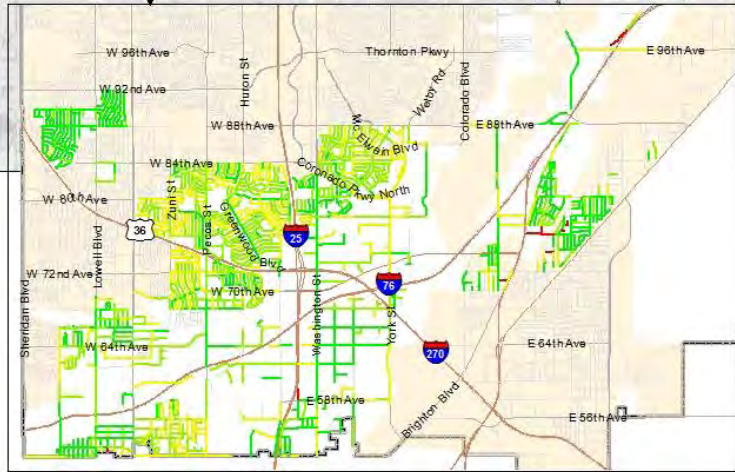 W 96th Ave
Thornton Pkwy
E 96th Ave
W 92nd Ave
Huron St
Welby Rd
Colorado Blvd
W 88th Ave
Mc Elwain Blvd
E 88th Ave
W 84th Ave
Coronado Pkwy North
W 80th
Zuni St
Pecos St
Greenwood Blvd
36
25
Lowell Blvd
W 72nd Ave
76
W 70th Ave
Sheridan Blvd
Washington St
York St
W 64th Ave
270
E 64th Ave
E 58th Ave
Brighton Blvd
E 56th Ave